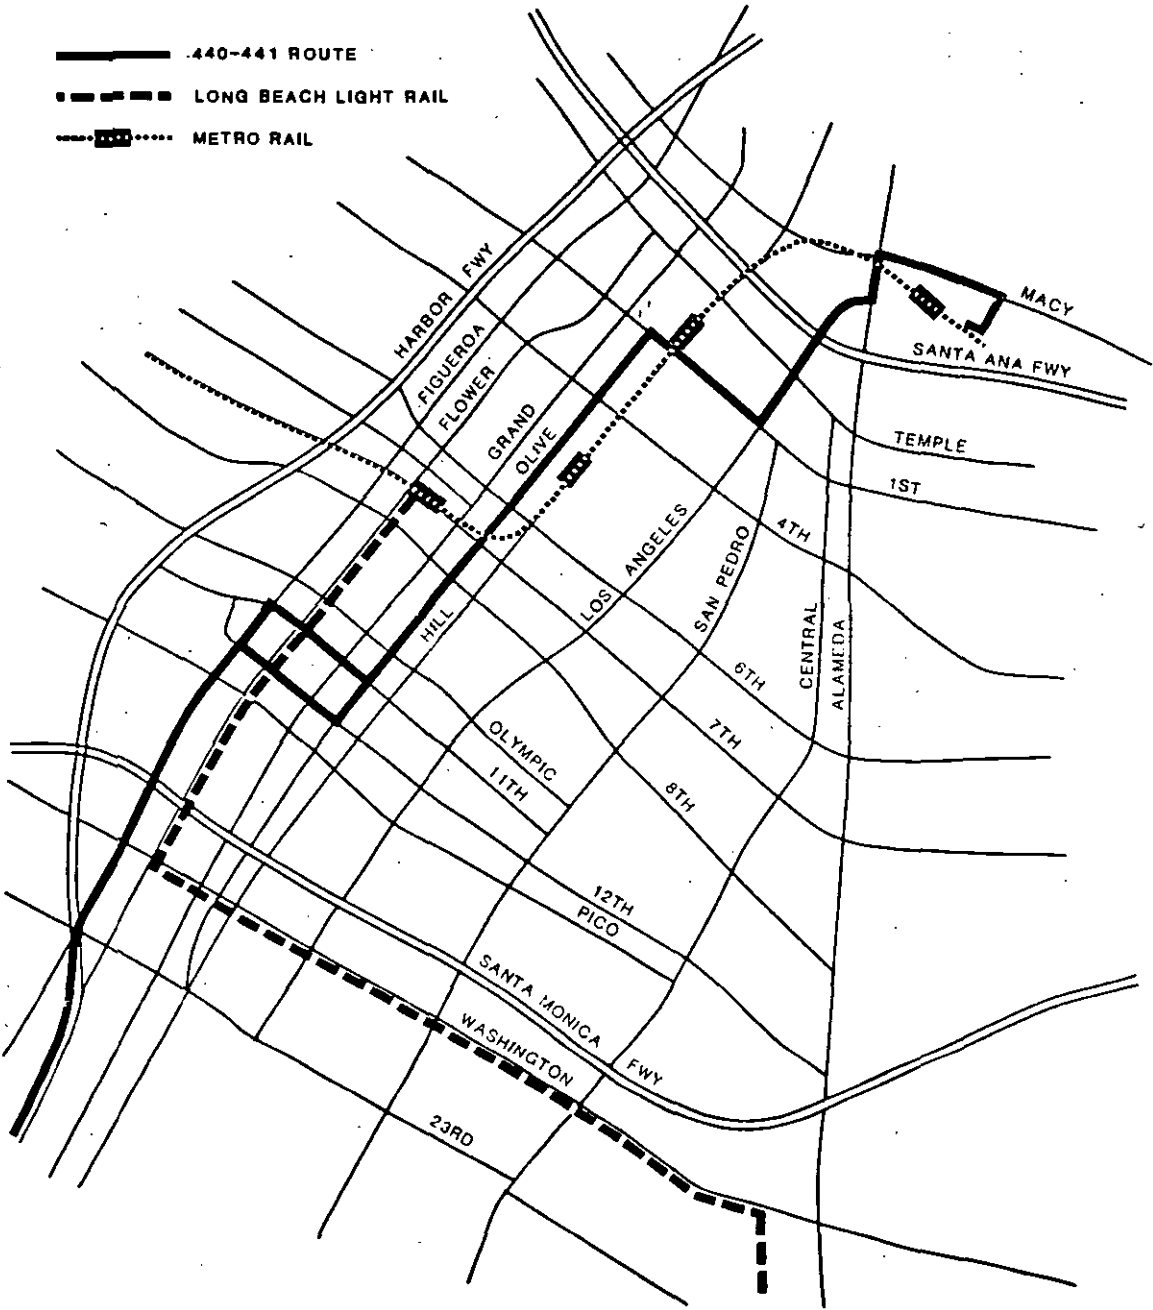 440-441 ROUTE
LONG BEACH LIGHT RAIL
METRO RAIL
HARBOR FWY
FIGUEROA
FLOWER
GRAND
OLIVE
HILL
LOS ANGELES
SAN PEDRO
CENTRAL
ALAMEDA
MACY
SANTA ANA FWY
TEMPLE
1ST
4TH
6TH
7TH
8TH
OLYMPIC
11TH
12TH
PICO
SANTA MONICA FWY
WASHINGTON
23RD